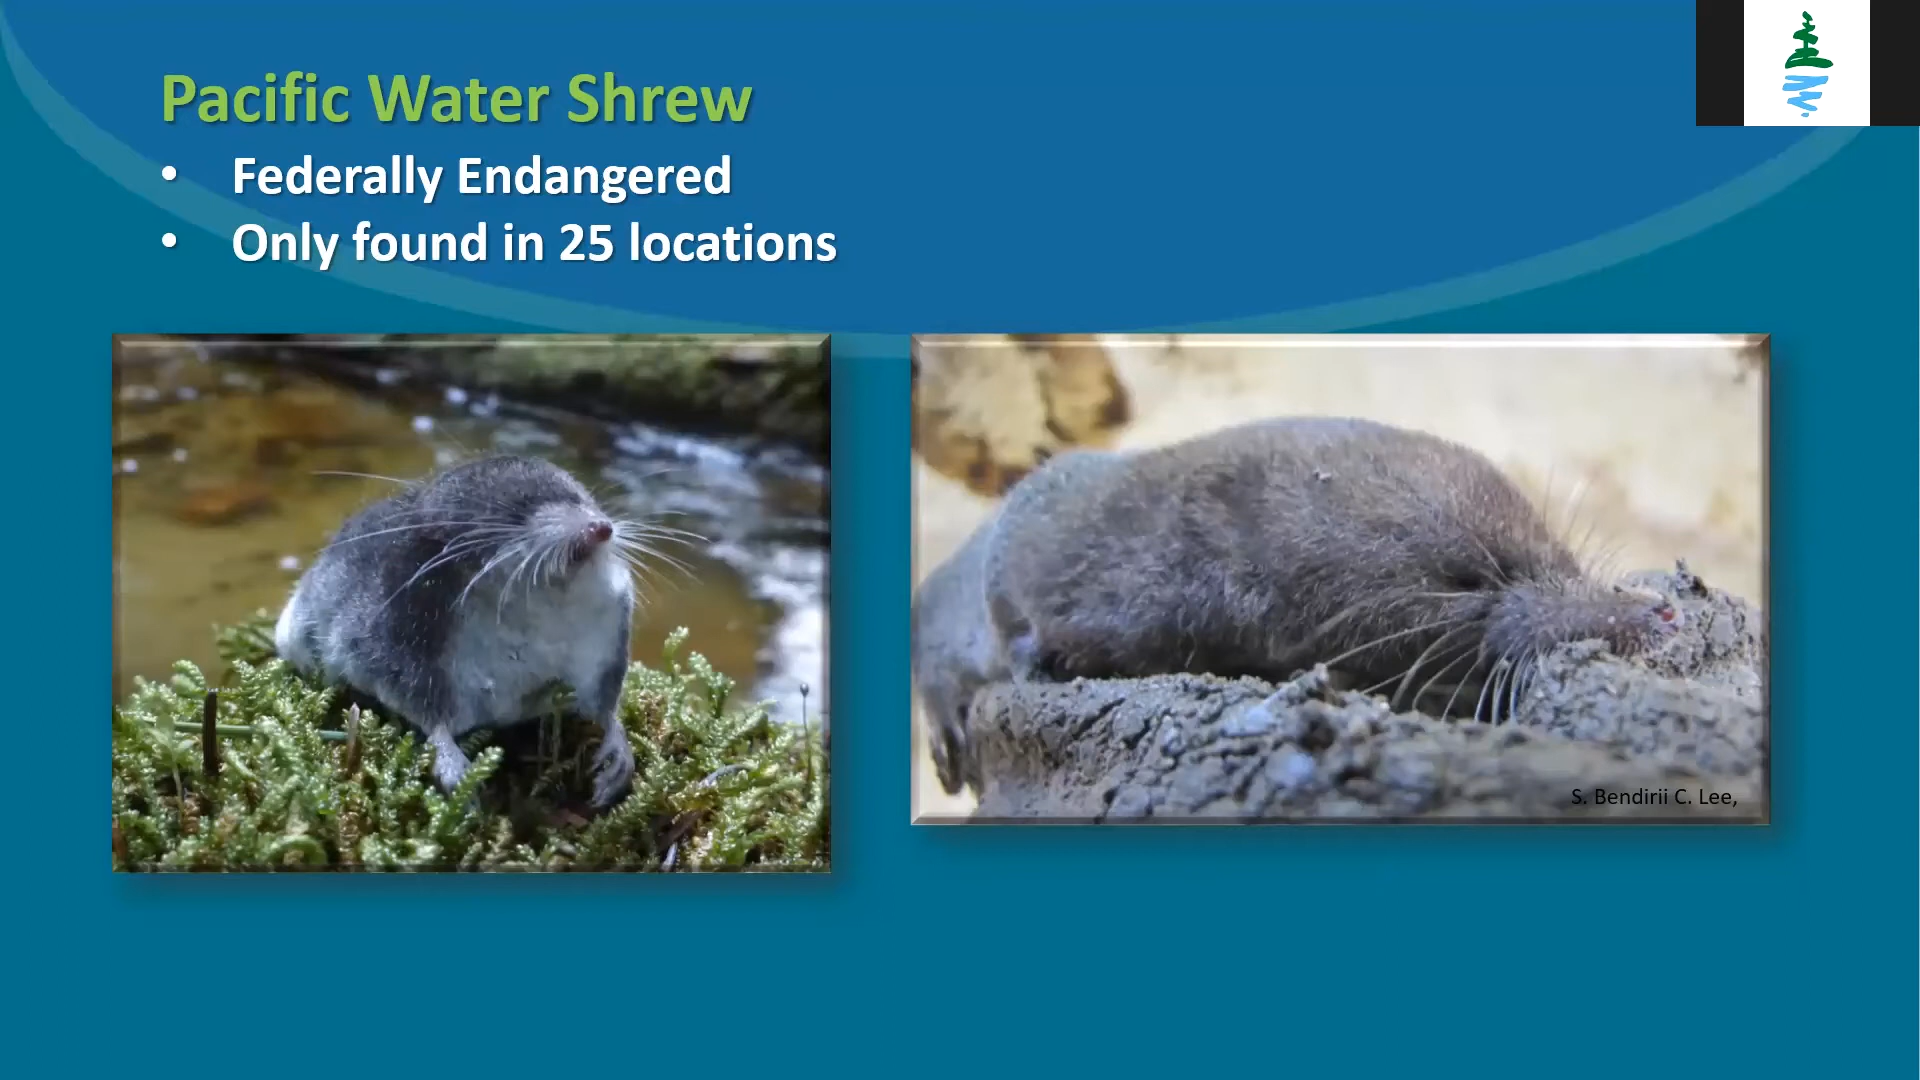 Pacific Water Shrew
• Federally Endangered
• Only found in 25 locations
S. Bendirii C. Lee,